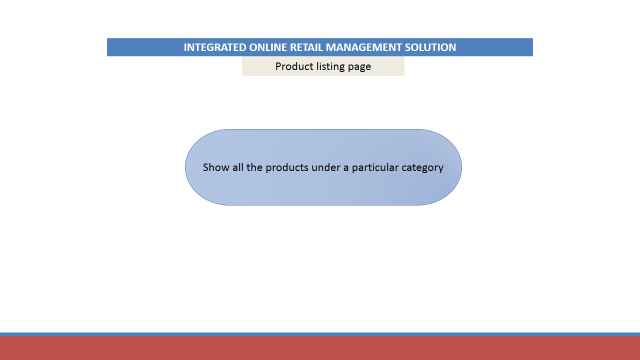 INTEGRATED ONLINE RETAIL MANAGEMENT SOLUTION
Product listing page
Show all the products under a particular category